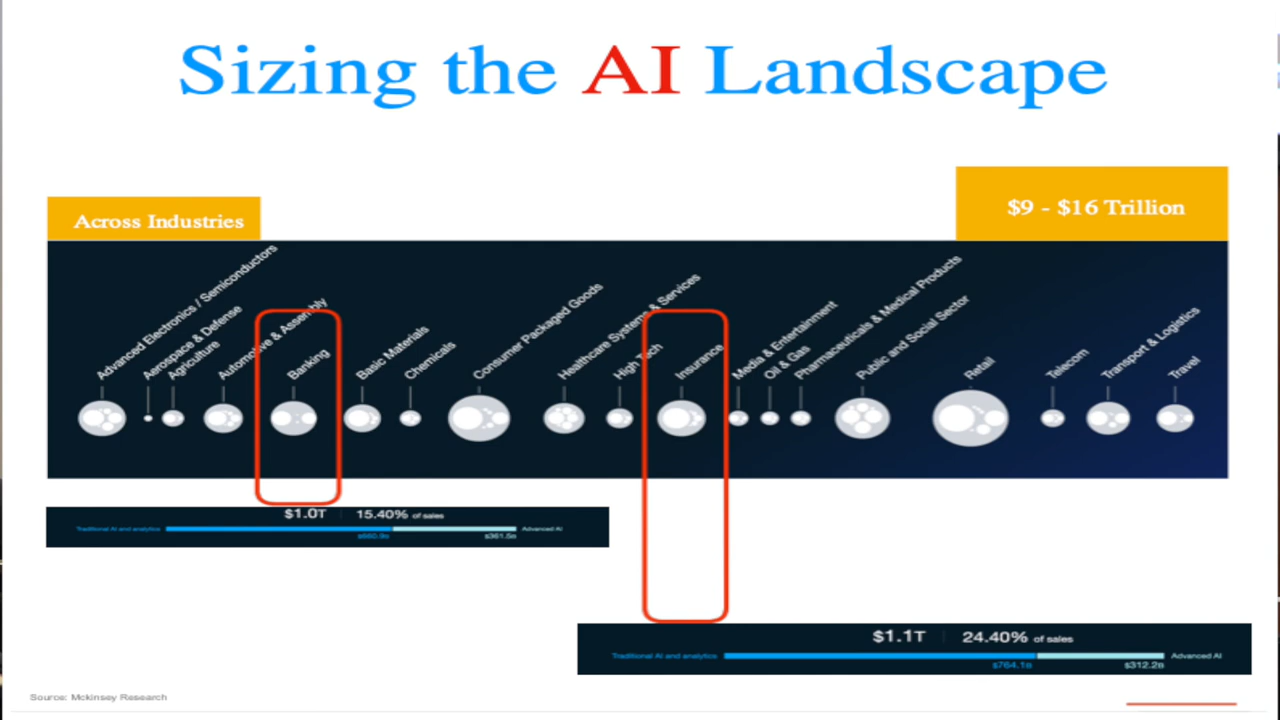 Sizing the AI Landscape
$9 - $16 Trillion
Across Industries
Advanced Electronics / Semiconductors
Aerospace & Defense
Agriculture
Automotive & Assembly
Banking
Basic Materials
Chemicals
Consumer Packaged Goods
Healthcare Systems & Services
High Tech
Insurance
Media & Entertainment
Oil & Gas
Pharmaceuticals & Medical Products
Public and Social Sector
Retail
Telecom
Transport & Logistics
Travel
$1.0T 15.40% of sales
Traditional AI and analytics Advanced AI
$660.9B $361.5B
$1.1T 24.40% of sales
Traditional AI and analytics Advanced AI
$764.1B $312.2B
Source: Mckinsey Research